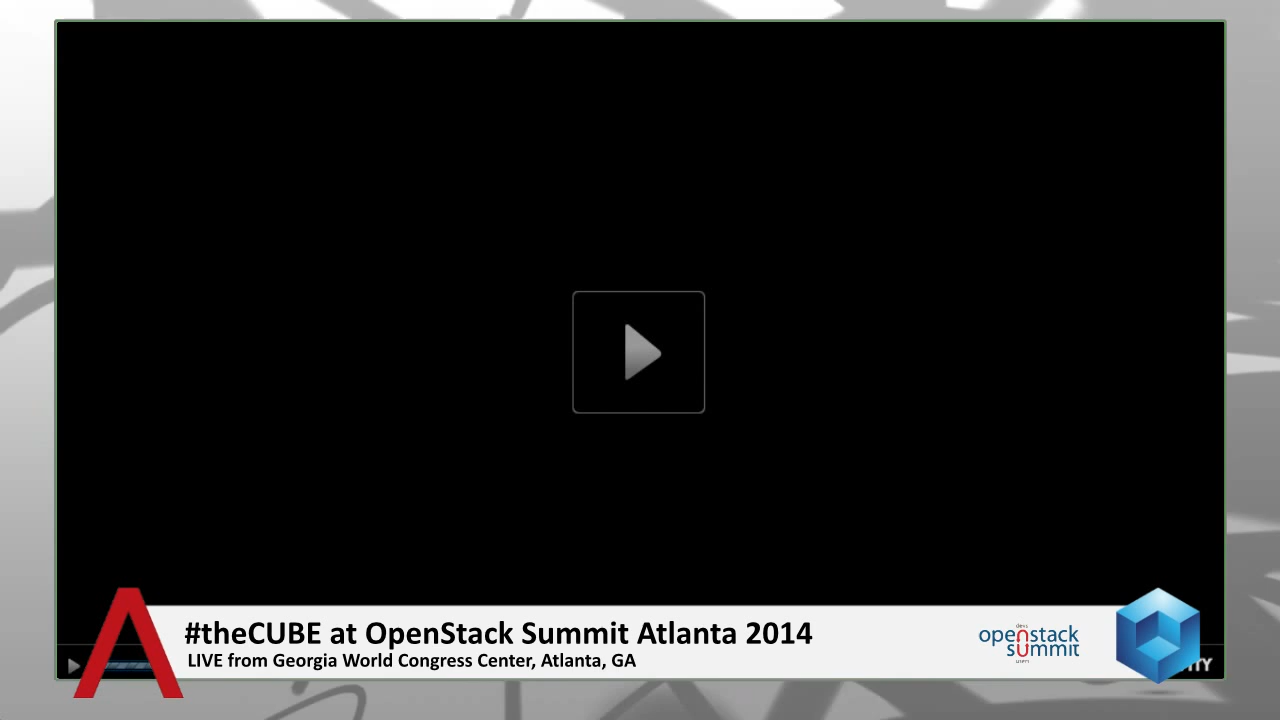 #theCUBE at OpenStack Summit Atlanta 2014
LIVE from Georgia World Congress Center, Atlanta, GA
openstack
summit